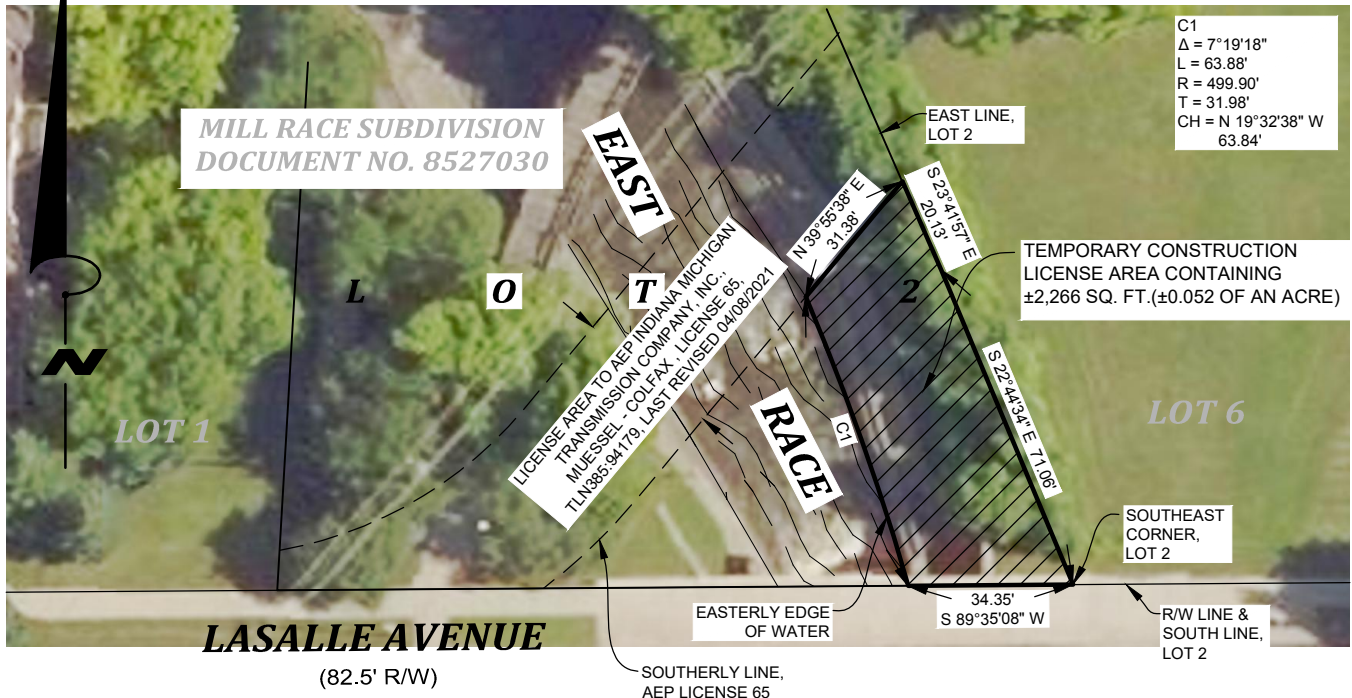 C1
Δ = 7°19'18"
L = 63.88'
R = 499.90'
T = 31.98'
CH = N 19°32'38" W
63.84'
MILL RACE SUBDIVISION
DOCUMENT NO. 8527030
EAST LINE,
LOT 2
EAST
N 39°55'38" E
31.38'
S 23°41'57" E
20.13'
TEMPORARY CONSTRUCTION
LICENSE AREA CONTAINING
±2,266 SQ. FT.(±0.052 OF AN ACRE)
L O T 2
LICENSE AREA TO AEP INDIANA MICHIGAN
TRANSMISSION COMPANY, INC.,
MUESSEL - COLFAX , LICENSE 65,
TLN385:94179, LAST REVISED 04/08/2021
N
S 22°44'34" E 71.06'
LOT 1
RACE
C1
LOT 6
SOUTHEAST
CORNER,
LOT 2
34.35'
S 89°35'08" W
EASTERLY EDGE
OF WATER
R/W LINE &
SOUTH LINE,
LOT 2
LASALLE AVENUE
(82.5' R/W)
SOUTHERLY LINE,
AEP LICENSE 65